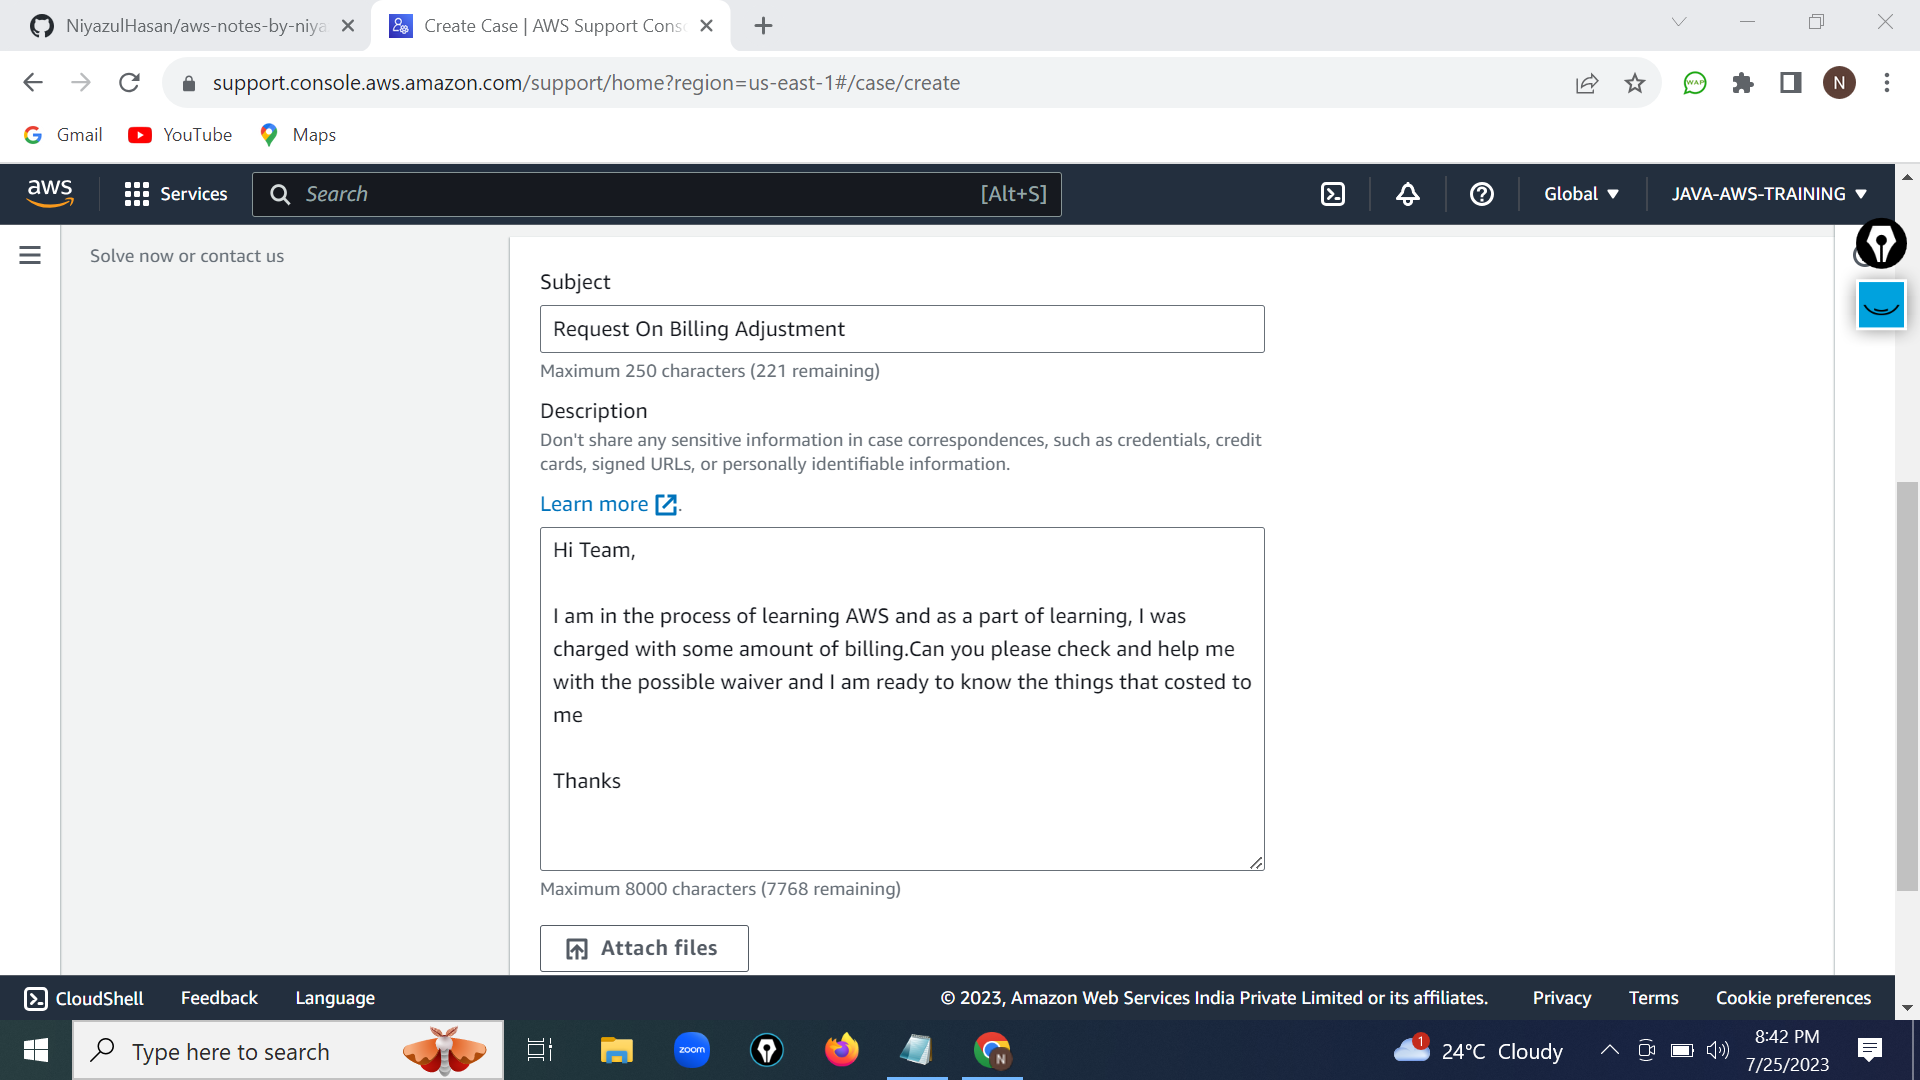 NiyazulHasan/aws-notes-by-niya
Create Case | AWS Support Cons
support.console.aws.amazon.com/support/home?region=us-east-1#/case/create
N
Gmail
YouTube
Maps
aws
Services
Search
[Alt+S]
Global
JAVA-AWS-TRAINING
Solve now or contact us
Subject
Request On Billing Adjustment
Maximum 250 characters (221 remaining)
Description
Don't share any sensitive information in case correspondences, such as credentials, credit
cards, signed URLs, or personally identifiable information.
Learn more .
Hi Team,
I am in the process of learning AWS and as a part of learning, I was
charged with some amount of billing.Can you please check and help me
with the possible waiver and I am ready to know the things that costed to
me
Thanks
Maximum 8000 characters (7768 remaining)
Attach files
CloudShell
Feedback
Language
© 2023, Amazon Web Services India Private Limited or its affiliates.
Privacy
Terms
Cookie preferences
Type here to search
zoom
N
1
24°C Cloudy
8:42 PM
7/25/2023